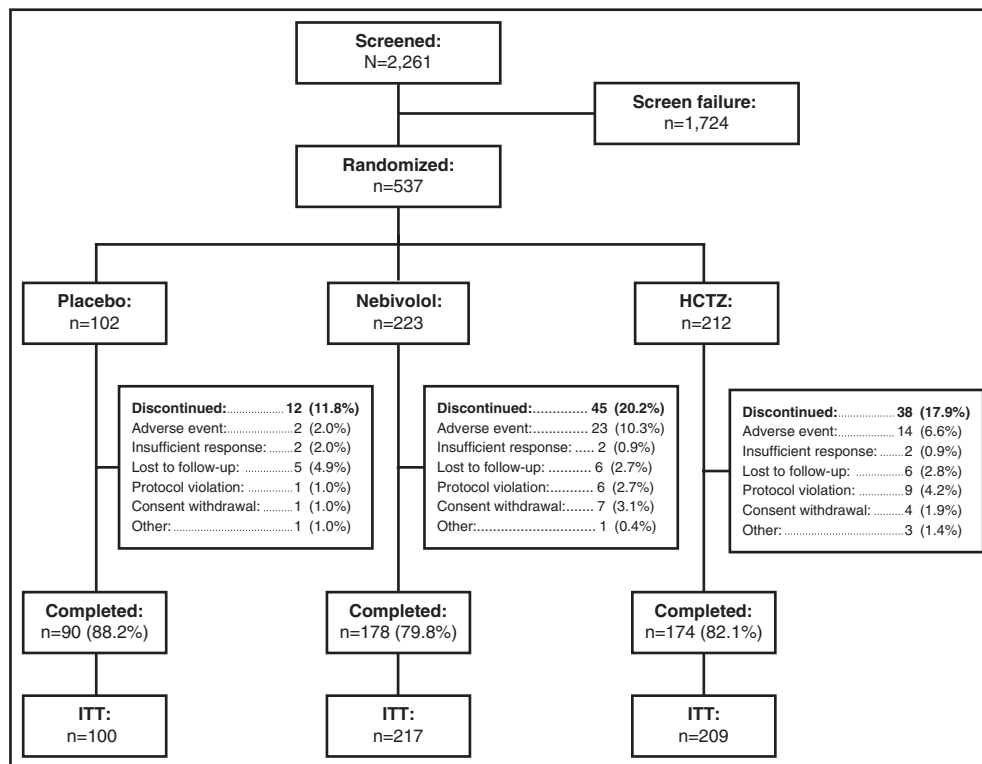 Screened:
N=2,261
Screen failure:
n=1,724
Randomized:
n=537
Placebo:
n=102
Nebivolol:
n=223
HCTZ:
n=212
Discontinued:.................. 12 (11.8%)
Adverse event:.................. 2 (2.0%)
Insufficient response: ...... 2 (2.0%)
Lost to follow-up: ............. 5 (4.9%)
Protocol violation: ............ 1 (1.0%)
Consent withdrawal: ........ 1 (1.0%)
Other: ............................... 1 (1.0%)
Discontinued:............. 45 (20.2%)
Adverse event: ............. 23 (10.3%)
Insufficient response: ..... 2 (0.9%)
Lost to follow-up: ........... 6 (2.7%)
Protocol violation:.......... 6 (2.7%)
Consent withdrawal:....... 7 (3.1%)
Other:............................. 1 (0.4%)
Discontinued: .................. 38 (17.9%)
Adverse event: .................. 14 (6.6%)
Insufficient response: ........ 2 (0.9%)
Lost to follow-up: ............... 6 (2.8%)
Protocol violation: .............. 9 (4.2%)
Consent withdrawal: .......... 4 (1.9%)
Other: ................................. 3 (1.4%)
Completed:
n=90 (88.2%)
Completed:
n=178 (79.8%)
Completed:
n=174 (82.1%)
ITT:
n=100
ITT:
n=217
ITT:
n=209